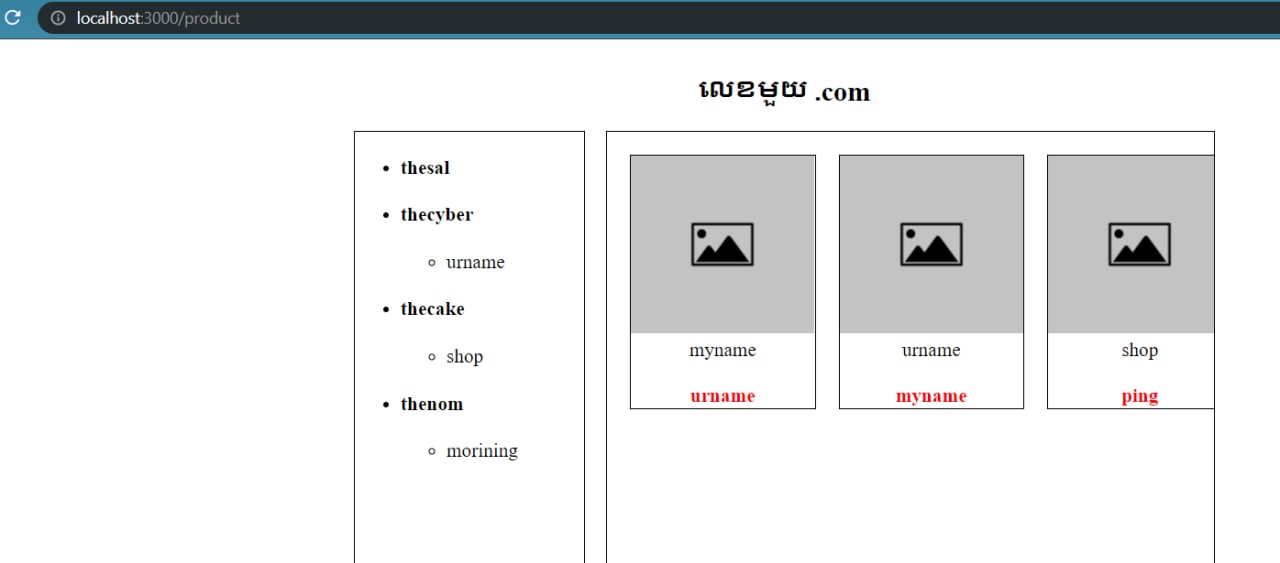 localhost:3000/product
លេខមួយ .com
thesal
thecyber
urname
thecake
shop
thenom
morining
myname
urname
urname
myname
shop
ping